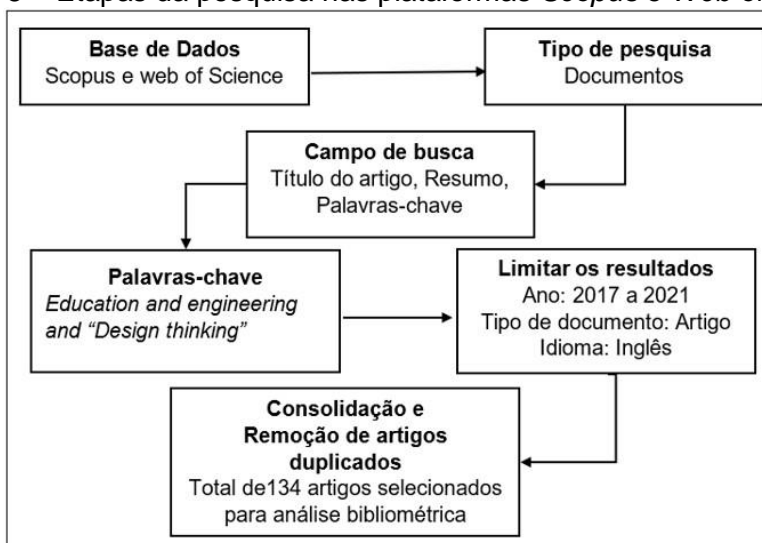 Etapas da pesquisa nas plataformas Scopus e Web of
Base de Dados
Scopus e web of Science
Tipo de pesquisa
Documentos
Campo de busca
Título do artigo, Resumo,
Palavras-chave
Palavras-chave
Education and engineering
and “Design thinking”
Limitar os resultados
Ano: 2017 a 2021
Tipo de documento: Artigo
Idioma: Inglês
Consolidação e
Remoção de artigos
duplicados
Total de134 artigos selecionados
para análise bibliométrica